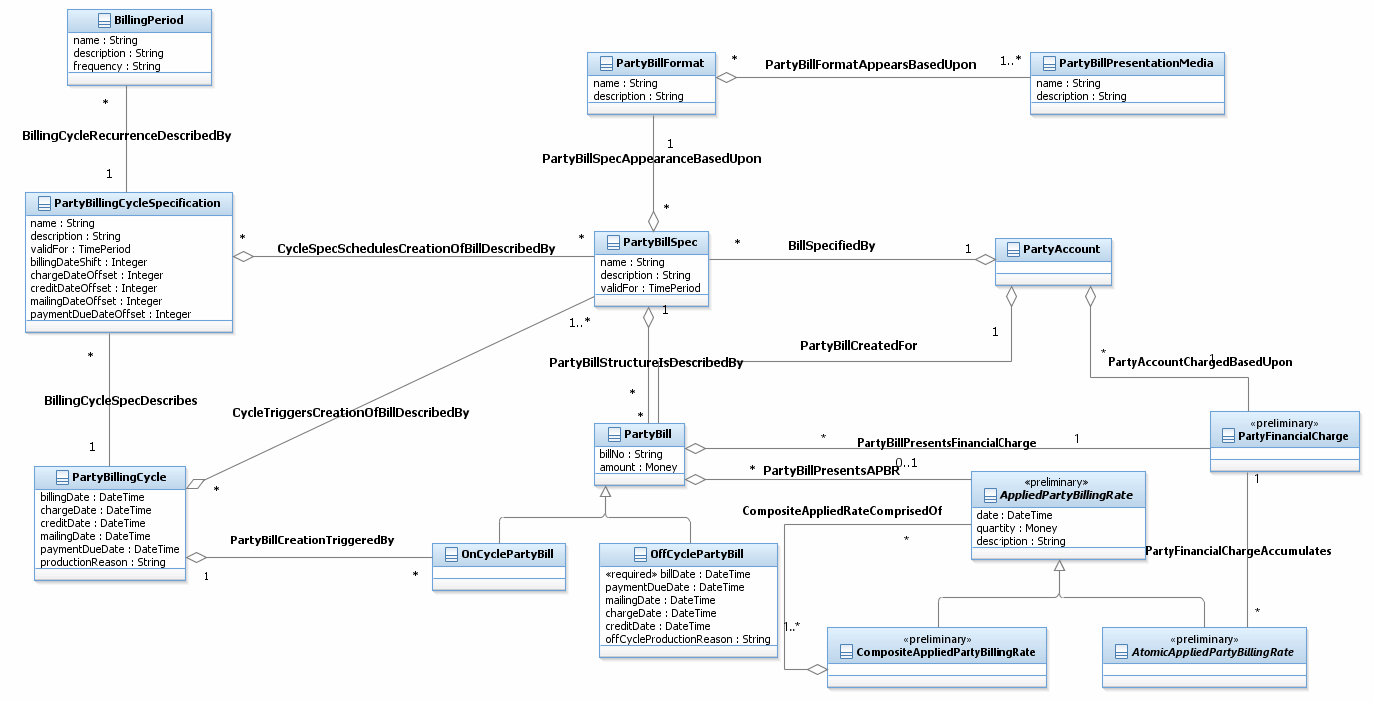 BillingPeriod
name : String
description : String
frequency : String
*
BillingCycleRecurrenceDescribedBy
1
PartyBillFormat
name : String
description : String
*
PartyBillFormatAppearsBasedUpon
1..*
PartyBillPresentationMedia
name : String
description : String
1
PartyBillSpecAppearanceBasedUpon
*
PartyBillingCycleSpecification
name : String
description : String
validFor : TimePeriod
billingDateShift : Integer
chargeDateOffset : Integer
creditDateOffset : Integer
mailingDateOffset : Integer
paymentDueDateOffset : Integer
*
CycleSpecSchedulesCreationOfBillDescribedBy
*
PartyBillSpec
name : String
description : String
validFor : TimePeriod
*
BillSpecifiedBy
1
PartyAccount
1..*
1
1
PartyBillCreatedFor
PartyBillStructureIsDescribedBy
*
*
*
1
PartyAccountChargedBasedUpon
*
BillingCycleSpecDescribes
1
CycleTriggersCreationOfBillDescribedBy
*
PartyBill
billNo : String
amount : Money
*
PartyBillPresentsFinancialCharge
1
«preliminary»
PartyFinancialCharge
*
PartyBillPresentsAPBR
0..1
PartyBillingCycle
billingDate : DateTime
chargeDate : DateTime
creditDate : DateTime
mailingDate : DateTime
paymentDueDate : DateTime
productionReason : String
1
PartyBillCreationTriggeredBy
*
OnCyclePartyBill
OffCyclePartyBill
«required» billDate : DateTime
paymentDueDate : DateTime
mailingDate : DateTime
chargeDate : DateTime
creditDate : DateTime
offCycleProductionReason : String
«preliminary»
AppliedPartyBillingRate
date : DateTime
quantity : Money
description : String
CompositeAppliedRateComprisedOf
*
1..*
1
PartyFinancialChargeAccumulates
*
«preliminary»
CompositeAppliedPartyBillingRate
«preliminary»
AtomicAppliedPartyBillingRate